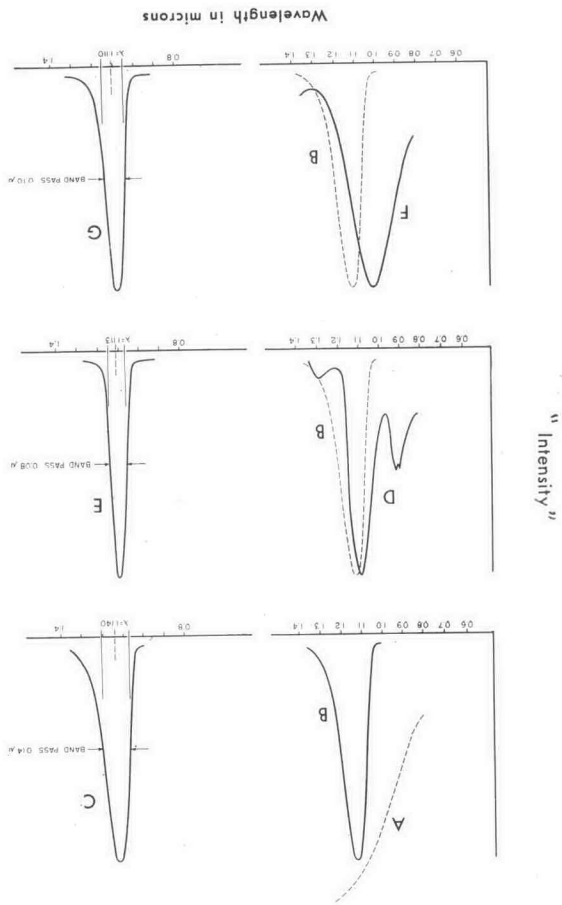 A
B
C
BAND PASS 0.14 μ
0.6 0.7 0.8 0.9 1.0 1.1 1.2 1.3 1.4
0.8 λ=1.140 1.4
" Intensity "
D
B
E
BAND PASS 0.08 μ
0.6 0.7 0.8 0.9 1.0 1.1 1.2 1.3
0.8 λ=1.113 1.4
F
B
G
BAND PASS 0.10 μ
0.6 0.7 0.8 0.9 1.0 1.1 1.2 1.3 1.4
0.8 λ=1.110 1.4
Wavelength in microns